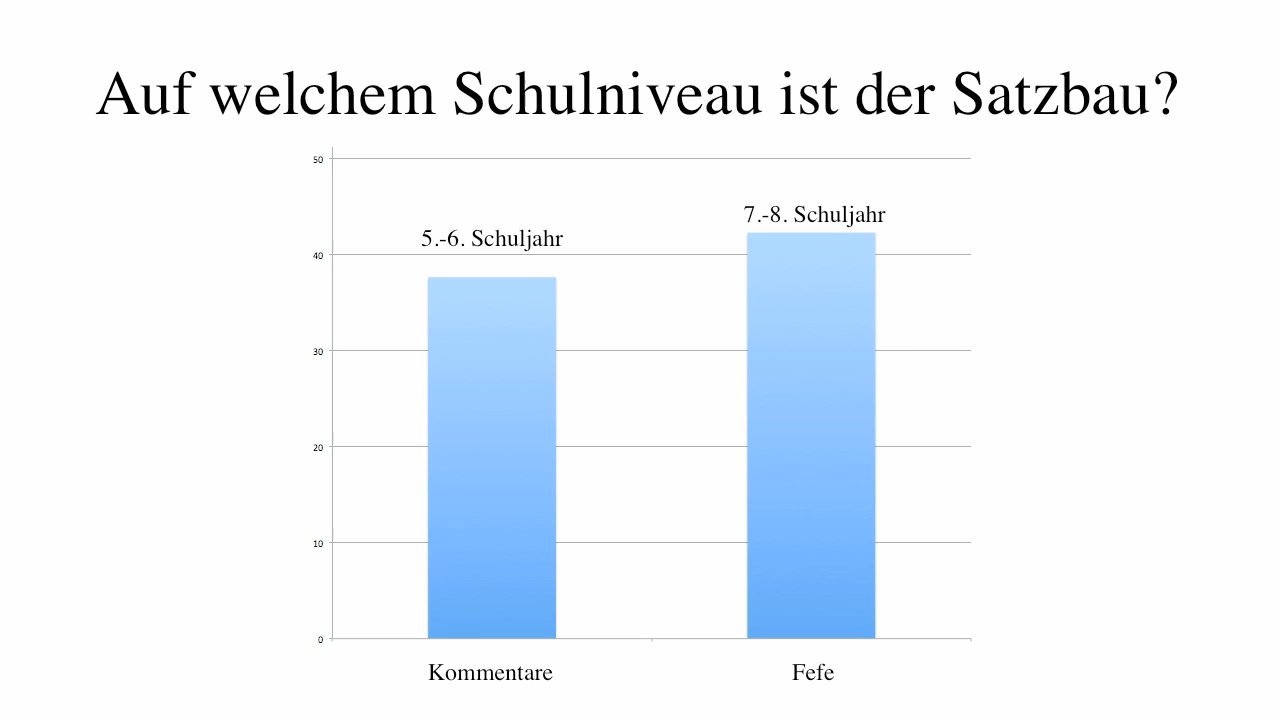 Auf welchem Schulniveau ist der Satzbau?
50
7.-8. Schuljahr
5.-6. Schuljahr
40
30
20
10
0
Kommentare Fefe